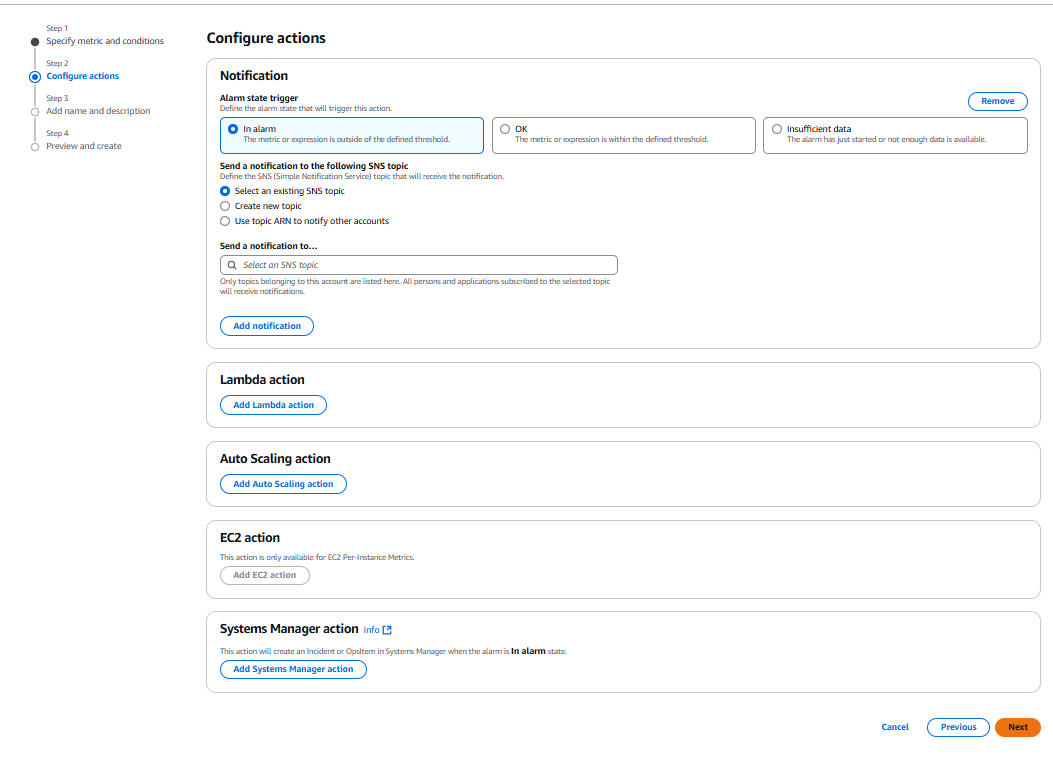 Step 1
Specify metric and conditions
Step 2
Configure actions
Step 3
Add name and description
Step 4
Preview and create
Configure actions
Notification
Alarm state trigger
Define the alarm state that will trigger this action.
Remove
In alarm
The metric or expression is outside of the defined threshold.
OK
The metric or expression is within the defined threshold.
Insufficient data
The alarm has just started or not enough data is available.
Send a notification to the following SNS topic
Define the SNS (Simple Notification Service) topic that will receive the notification.
Select an existing SNS topic
Create new topic
Use topic ARN to notify other accounts
Send a notification to…
Select an SNS topic
Only topics belonging to this account are listed here. All persons and applications subscribed to the selected topic
will receive notifications.
Add notification
Lambda action
Add Lambda action
Auto Scaling action
Add Auto Scaling action
EC2 action
This action is only available for EC2 Per-Instance Metrics.
Add EC2 action
Systems Manager action Info
This action will create an Incident or OpsItem in Systems Manager when the alarm is In alarm state.
Add Systems Manager action
Cancel
Previous
Next